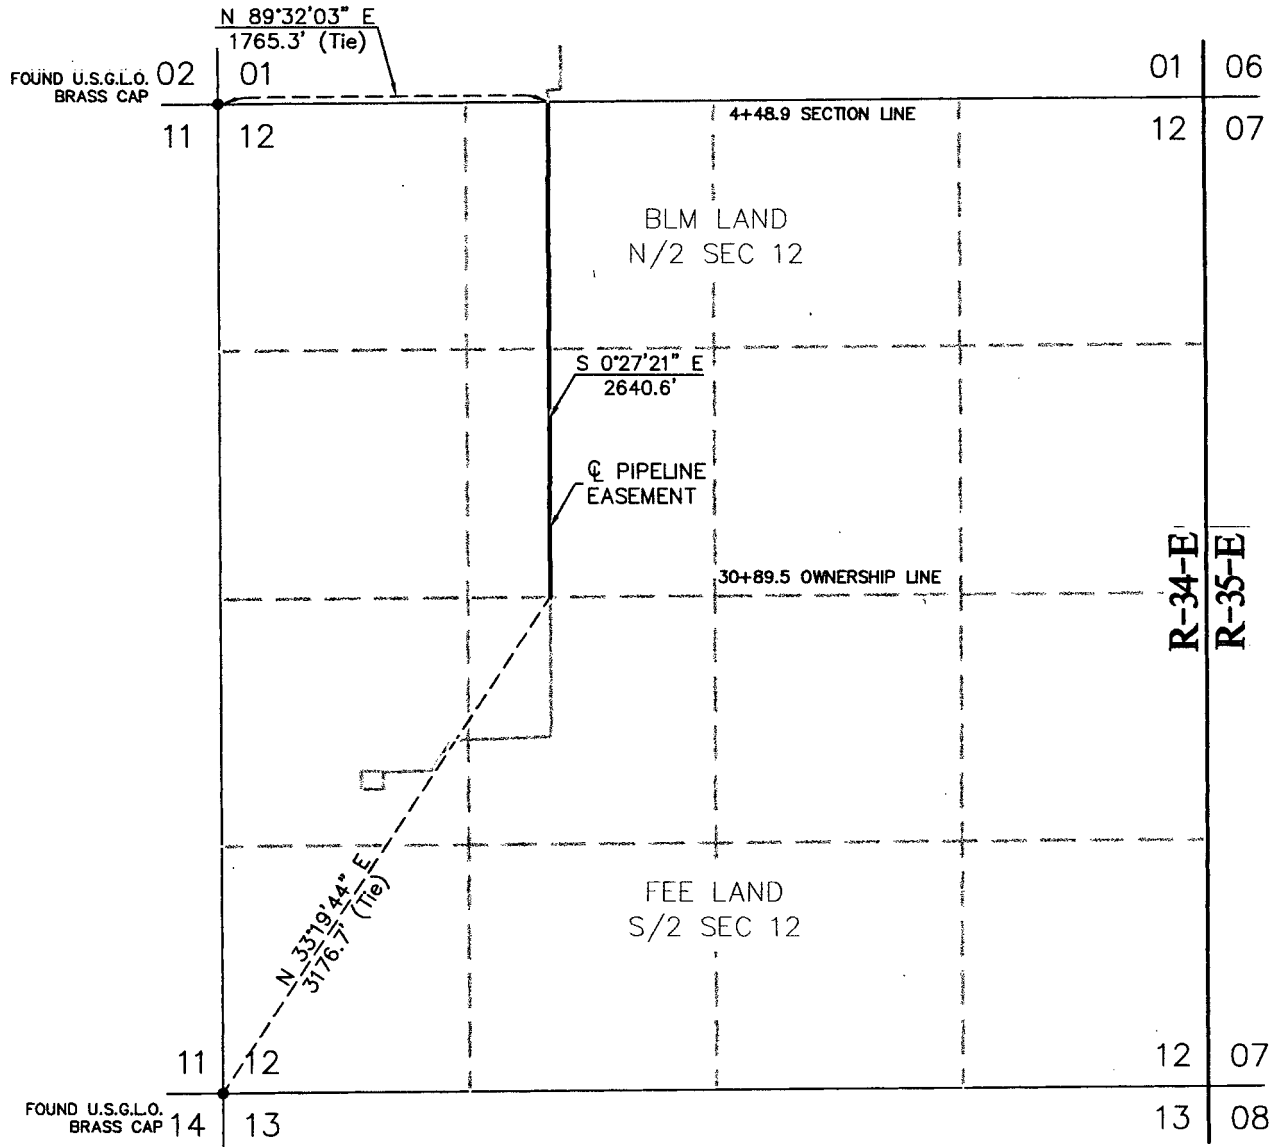 N 89°32'03" E
1765.3' (Tie)
FOUND U.S.G.L.O.
BRASS CAP
02 01
11 12
01 06
12 07
4+48.9 SECTION LINE
BLM LAND
N/2 SEC 12
S 0°27'21" E
2640.6'
℄ PIPELINE
EASEMENT
30+89.5 OWNERSHIP LINE
R-34-E
R-35-E
N 33°19'44" E
3176.7' (Tie)
FEE LAND
S/2 SEC 12
11 12
14 13
FOUND U.S.G.L.O.
BRASS CAP
12 07
13 08